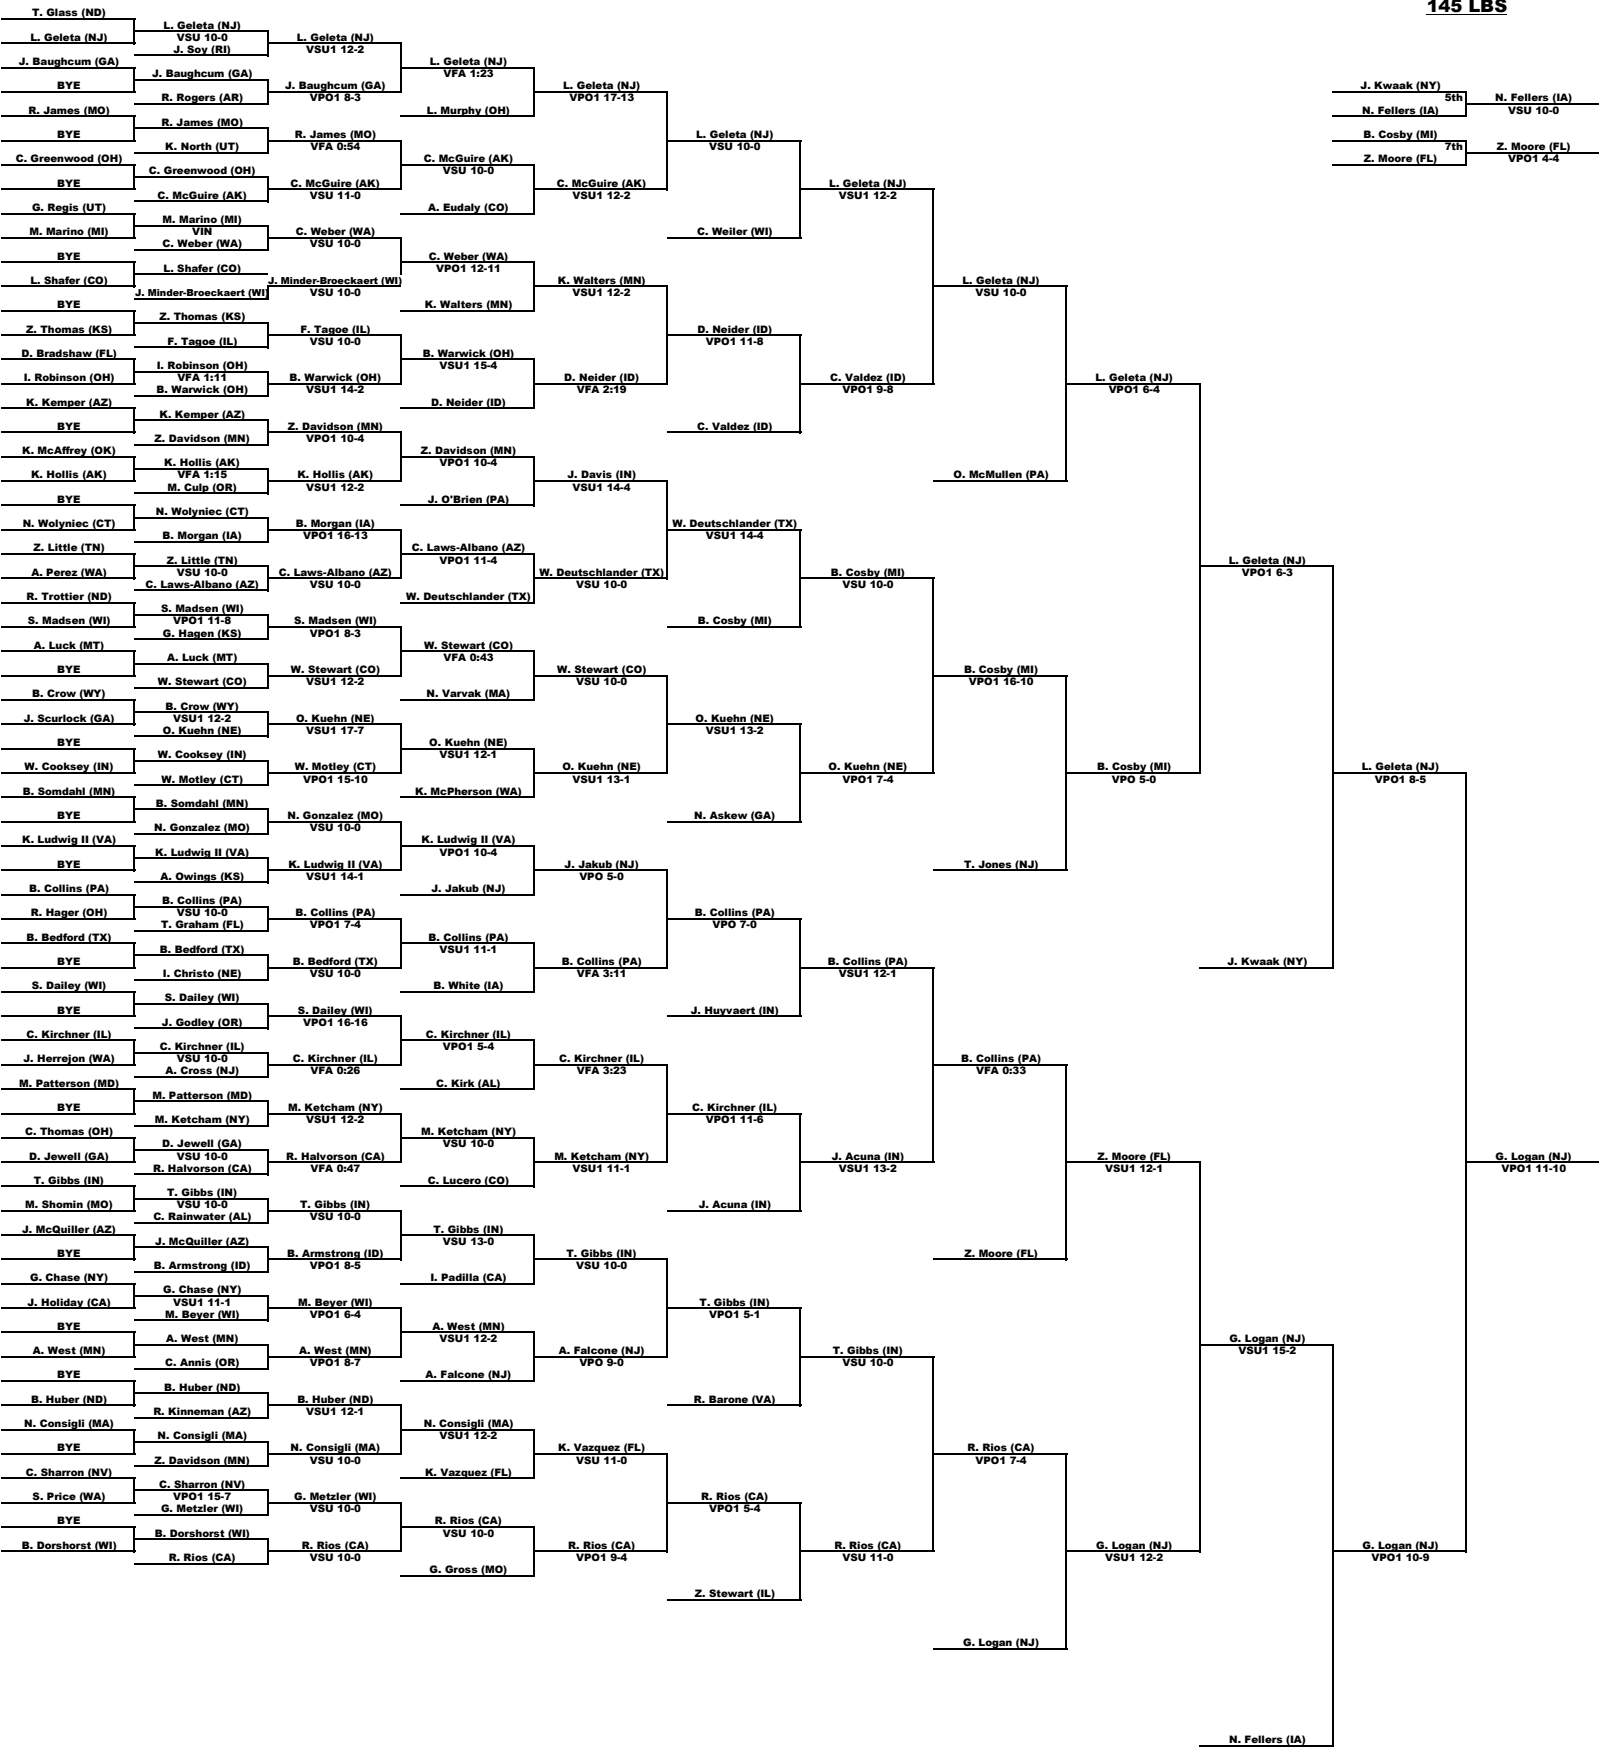 145 LBS
T. Glass (ND)
L. Geleta (NJ)
J. Baughcum (GA)
BYE
R. James (MO)
BYE
C. Greenwood (OH)
BYE
G. Regis (UT)
M. Marino (MI)
BYE
L. Shafer (CO)
BYE
Z. Thomas (KS)
D. Bradshaw (FL)
I. Robinson (OH)
K. Kemper (AZ)
BYE
K. McAffrey (OK)
K. Hollis (AK)
BYE
N. Wolyniec (CT)
Z. Little (TN)
A. Perez (WA)
R. Trottier (ND)
S. Madsen (WI)
A. Luck (MT)
BYE
B. Crow (WY)
J. Scurlock (GA)
BYE
W. Cooksey (IN)
B. Somdahl (MN)
BYE
K. Ludwig II (VA)
BYE
B. Collins (PA)
R. Hager (OH)
B. Bedford (TX)
BYE
S. Dailey (WI)
BYE
C. Kirchner (IL)
J. Herrejon (WA)
M. Patterson (MD)
BYE
C. Thomas (OH)
D. Jewell (GA)
T. Gibbs (IN)
M. Shomin (MO)
J. McQuiller (AZ)
BYE
G. Chase (NY)
J. Holiday (CA)
BYE
A. West (MN)
BYE
B. Huber (ND)
N. Consigli (MA)
BYE
C. Sharron (NV)
S. Price (WA)
BYE
B. Dorshorst (WI)
L. Geleta (NJ)
VSU 10-0
J. Soy (RI)
J. Baughcum (GA)
R. Rogers (AR)
R. James (MO)
K. North (UT)
C. Greenwood (OH)
C. McGuire (AK)
M. Marino (MI)
VIN
C. Weber (WA)
L. Shafer (CO)
J. Minder-Broeckaert (WI)
Z. Thomas (KS)
F. Tagoe (IL)
I. Robinson (OH)
VFA 1:11
B. Warwick (OH)
K. Kemper (AZ)
Z. Davidson (MN)
K. Hollis (AK)
VFA 1:15
M. Culp (OR)
N. Wolyniec (CT)
B. Morgan (IA)
Z. Little (TN)
VSU 10-0
C. Laws-Albano (AZ)
S. Madsen (WI)
VPO1 11-8
G. Hagen (KS)
A. Luck (MT)
W. Stewart (CO)
B. Crow (WY)
VSU1 12-2
O. Kuehn (NE)
W. Cooksey (IN)
W. Motley (CT)
B. Somdahl (MN)
N. Gonzalez (MO)
K. Ludwig II (VA)
A. Owings (KS)
B. Collins (PA)
VSU 10-0
T. Graham (FL)
B. Bedford (TX)
I. Christo (NE)
S. Dailey (WI)
J. Godley (OR)
C. Kirchner (IL)
VSU 10-0
A. Cross (NJ)
M. Patterson (MD)
M. Ketcham (NY)
D. Jewell (GA)
VSU 10-0
R. Halvorson (CA)
T. Gibbs (IN)
VSU 10-0
C. Rainwater (AL)
J. McQuiller (AZ)
B. Armstrong (ID)
G. Chase (NY)
VSU1 11-1
M. Beyer (WI)
A. West (MN)
C. Annis (OR)
B. Huber (ND)
R. Kinneman (AZ)
N. Consigli (MA)
Z. Davidson (MN)
C. Sharron (NV)
VPO1 15-7
G. Metzler (WI)
B. Dorshorst (WI)
R. Rios (CA)
L. Geleta (NJ)
VSU1 12-2
J. Baughcum (GA)
VPO1 8-3
R. James (MO)
VFA 0:54
C. McGuire (AK)
VSU 11-0
C. Weber (WA)
VSU 10-0
J. Minder-Broeckaert (WI)
VSU 10-0
F. Tagoe (IL)
VSU 10-0
B. Warwick (OH)
VSU1 14-2
Z. Davidson (MN)
VPO1 10-4
K. Hollis (AK)
VSU1 12-2
B. Morgan (IA)
VPO1 16-13
C. Laws-Albano (AZ)
VSU 10-0
S. Madsen (WI)
VPO1 8-3
W. Stewart (CO)
VSU1 12-2
O. Kuehn (NE)
VSU1 17-7
W. Motley (CT)
VPO1 15-10
N. Gonzalez (MO)
VSU 10-0
K. Ludwig II (VA)
VSU1 14-1
B. Collins (PA)
VPO1 7-4
B. Bedford (TX)
VSU 10-0
S. Dailey (WI)
VPO1 16-16
C. Kirchner (IL)
VFA 0:26
M. Ketcham (NY)
VSU1 12-2
R. Halvorson (CA)
VFA 0:47
T. Gibbs (IN)
VSU 10-0
B. Armstrong (ID)
VPO1 8-5
M. Beyer (WI)
VPO1 6-4
A. West (MN)
VPO1 8-7
B. Huber (ND)
VSU1 12-1
N. Consigli (MA)
VSU 10-0
G. Metzler (WI)
VSU 10-0
R. Rios (CA)
VSU 10-0
L. Geleta (NJ)
VFA 1:23
L. Murphy (OH)
C. McGuire (AK)
VSU 10-0
A. Eudaly (CO)
C. Weber (WA)
VPO1 12-11
K. Walters (MN)
B. Warwick (OH)
VSU1 15-4
D. Neider (ID)
Z. Davidson (MN)
VPO1 10-4
J. O'Brien (PA)
C. Laws-Albano (AZ)
VPO1 11-4
W. Deutschlander (TX)
W. Stewart (CO)
VFA 0:43
N. Varvak (MA)
O. Kuehn (NE)
VSU1 12-1
K. McPherson (WA)
K. Ludwig II (VA)
VPO1 10-4
J. Jakub (NJ)
B. Collins (PA)
VSU1 11-1
B. White (IA)
C. Kirchner (IL)
VPO1 5-4
C. Kirk (AL)
M. Ketcham (NY)
VSU 10-0
C. Lucero (CO)
T. Gibbs (IN)
VSU 13-0
I. Padilla (CA)
A. West (MN)
VSU1 12-2
A. Falcone (NJ)
N. Consigli (MA)
VSU1 12-2
K. Vazquez (FL)
R. Rios (CA)
VSU 10-0
G. Gross (MO)
L. Geleta (NJ)
VPO1 17-13
C. McGuire (AK)
VSU1 12-2
K. Walters (MN)
VSU1 12-2
D. Neider (ID)
VFA 2:19
J. Davis (IN)
VSU1 14-4
W. Deutschlander (TX)
VSU 10-0
W. Stewart (CO)
VSU 10-0
O. Kuehn (NE)
VSU1 13-1
J. Jakub (NJ)
VPO 5-0
B. Collins (PA)
VFA 3:11
C. Kirchner (IL)
VFA 3:23
M. Ketcham (NY)
VSU1 11-1
T. Gibbs (IN)
VSU 10-0
A. Falcone (NJ)
VPO 9-0
K. Vazquez (FL)
VSU 11-0
R. Rios (CA)
VPO1 9-4
L. Geleta (NJ)
VSU 10-0
C. Weiler (WI)
D. Neider (ID)
VPO1 11-8
C. Valdez (ID)
W. Deutschlander (TX)
VSU1 14-4
B. Cosby (MI)
O. Kuehn (NE)
VSU1 13-2
N. Askew (GA)
B. Collins (PA)
VPO 7-0
J. Huyvaert (IN)
C. Kirchner (IL)
VPO1 11-6
J. Acuna (IN)
T. Gibbs (IN)
VPO1 5-1
R. Barone (VA)
R. Rios (CA)
VPO1 5-4
Z. Stewart (IL)
L. Geleta (NJ)
VSU1 12-2
C. Valdez (ID)
VPO1 9-8
B. Cosby (MI)
VSU 10-0
O. Kuehn (NE)
VPO1 7-4
B. Collins (PA)
VSU1 12-1
J. Acuna (IN)
VSU1 13-2
T. Gibbs (IN)
VSU 10-0
R. Rios (CA)
VSU 11-0
L. Geleta (NJ)
VSU 10-0
O. McMullen (PA)
B. Cosby (MI)
VPO1 16-10
T. Jones (NJ)
B. Collins (PA)
VFA 0:33
Z. Moore (FL)
R. Rios (CA)
VPO1 7-4
G. Logan (NJ)
L. Geleta (NJ)
VPO1 6-4
B. Cosby (MI)
VPO 5-0
Z. Moore (FL)
VSU1 12-1
G. Logan (NJ)
VSU1 12-2
L. Geleta (NJ)
VPO1 6-3
J. Kwaak (NY)
G. Logan (NJ)
VSU1 15-2
N. Fellers (IA)
L. Geleta (NJ)
VPO1 8-5
G. Logan (NJ)
VPO1 10-9
G. Logan (NJ)
VPO1 11-10
J. Kwaak (NY)
5th
N. Fellers (IA)
N. Fellers (IA)
VSU 10-0
B. Cosby (MI)
7th
Z. Moore (FL)
Z. Moore (FL)
VPO1 4-4